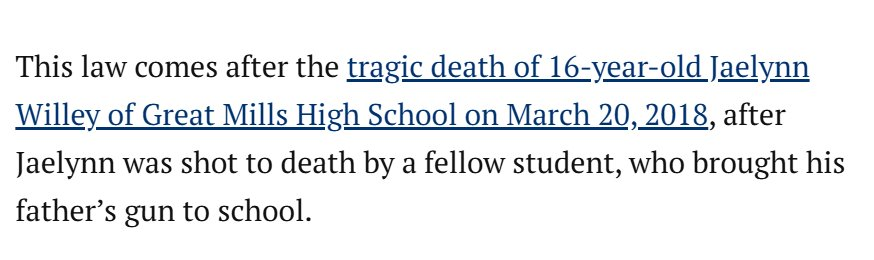 This law comes after the tragic death of 16-year-old Jaelynn
Willey of Great Mills High School on March 20, 2018, after
Jaelynn was shot to death by a fellow student, who brought his
father’s gun to school.